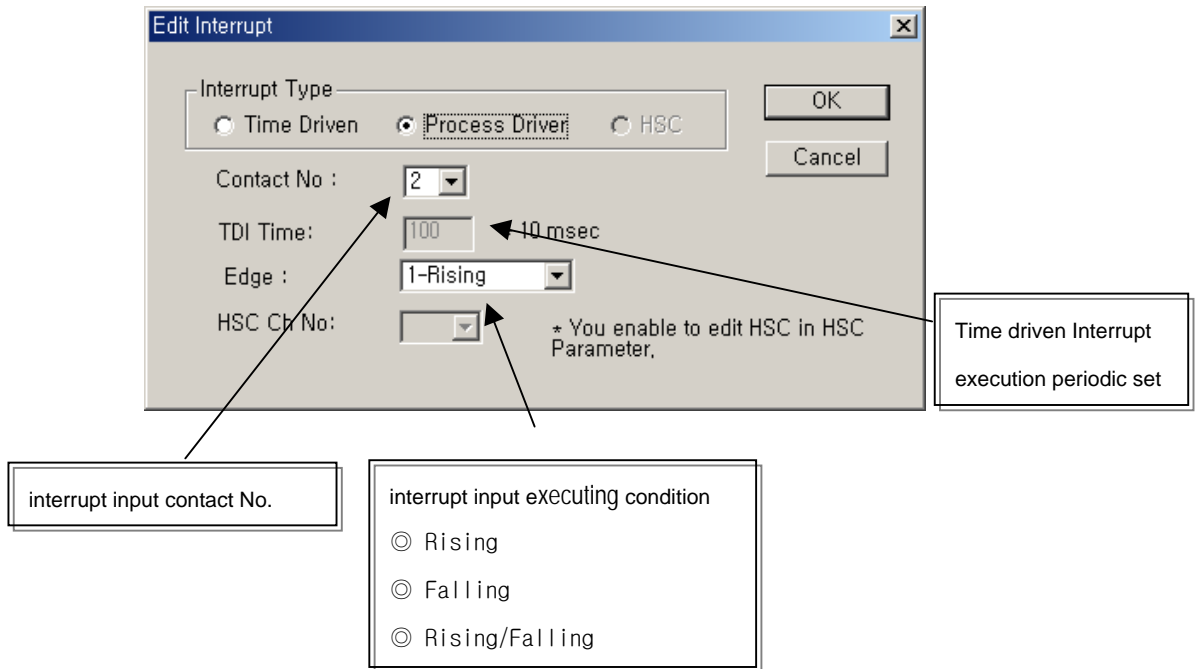 Edit Interrupt
Interrupt Type
Time Driven Process Driver HSC
OK
Cancel
Contact No : 2
TDI Time: 100 10 msec
Edge : 1-Rising
HSC Ch No:
* You enable to edit HSC in HSC
Parameter,
Time driven Interrupt
execution periodic set
interrupt input contact No.
interrupt input executing condition
◎ Rising
◎ Falling
◎ Rising/Falling